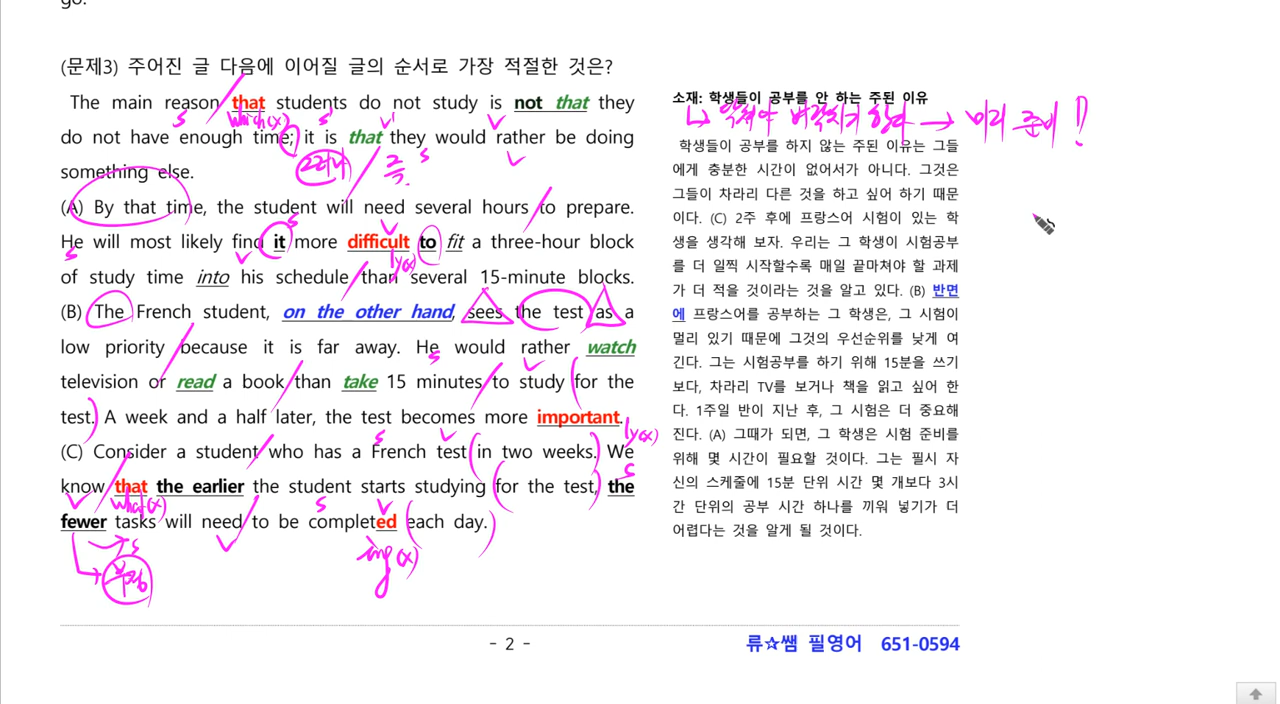 go.
(문제3) 주어진 글 다음에 이어질 글의 순서로 가장 적절한 것은?
The main reason that students do not study is not that they
do not have enough time; it is that they would rather be doing
something else.
(A) By that time, the student will need several hours to prepare.
He will most likely find it more difficult to fit a three-hour block
of study time into his schedule than several 15-minute blocks.
(B) The French student, on the other hand, sees the test as a
low priority because it is far away. He would rather watch
television or read a book than take 15 minutes to study for the
test. A week and a half later, the test becomes more important.
(C) Consider a student who has a French test in two weeks. We
know that the earlier the student starts studying for the test, the
fewer tasks will need to be completed each day.
s
which(x)
s'
v'
v
그러나
즉
s
v
s
v
s
v
ly(x)
s
v
s
v
ly(x)
v
what(x)
s
v
s
v
s
부정
ing(x)
소재: 학생들이 공부를 안 하는 주된 이유
→ 미리 준비!
학생들이 공부를 하지 않는 주된 이유는 그들
에게 충분한 시간이 없어서가 아니다. 그것은
그들이 차라리 다른 것을 하고 싶어 하기 때문
이다. (C) 2주 후에 프랑스어 시험이 있는 학
생을 생각해 보자. 우리는 그 학생이 시험공부
를 더 일찍 시작할수록 매일 끝마쳐야 할 과제
가 더 적을 것이라는 것을 알고 있다. (B) 반면
에 프랑스어를 공부하는 그 학생은, 그 시험이
멀리 있기 때문에 그것의 우선순위를 낮게 여
긴다. 그는 시험공부를 하기 위해 15분을 쓰기
보다, 차라리 TV를 보거나 책을 읽고 싶어 한
다. 1주일 반이 지난 후, 그 시험은 더 중요해
진다. (A) 그때가 되면, 그 학생은 시험 준비를
위해 몇 시간이 필요할 것이다. 그는 필시 자
신의 스케줄에 15분 단위 시간 몇 개보다 3시
간 단위의 공부 시간 하나를 끼워 넣기가 더
어렵다는 것을 알게 될 것이다.
- 2 -
류☆쌤 필영어 651-0594